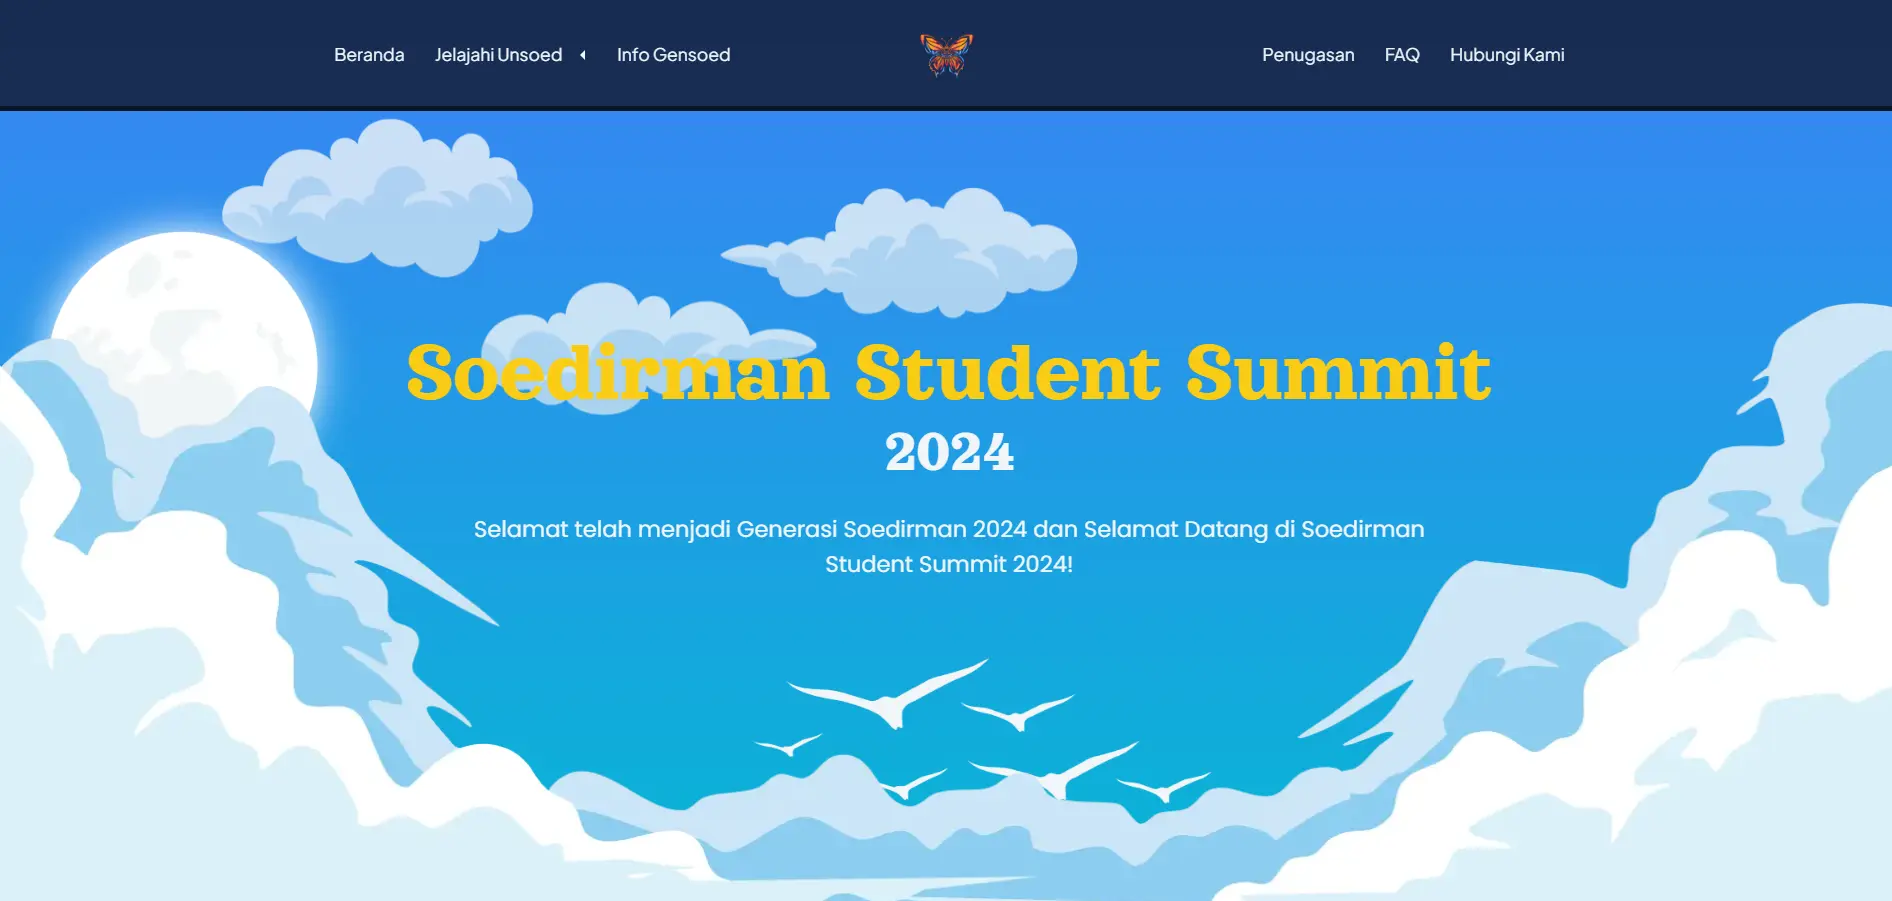 Beranda Jelajahi Unsoed Info Gensoed Penugasan FAQ Hubungi Kami
Soedirman Student Summit
2024
Selamat telah menjadi Generasi Soedirman 2024 dan Selamat Datang di Soedirman
Student Summit 2024!